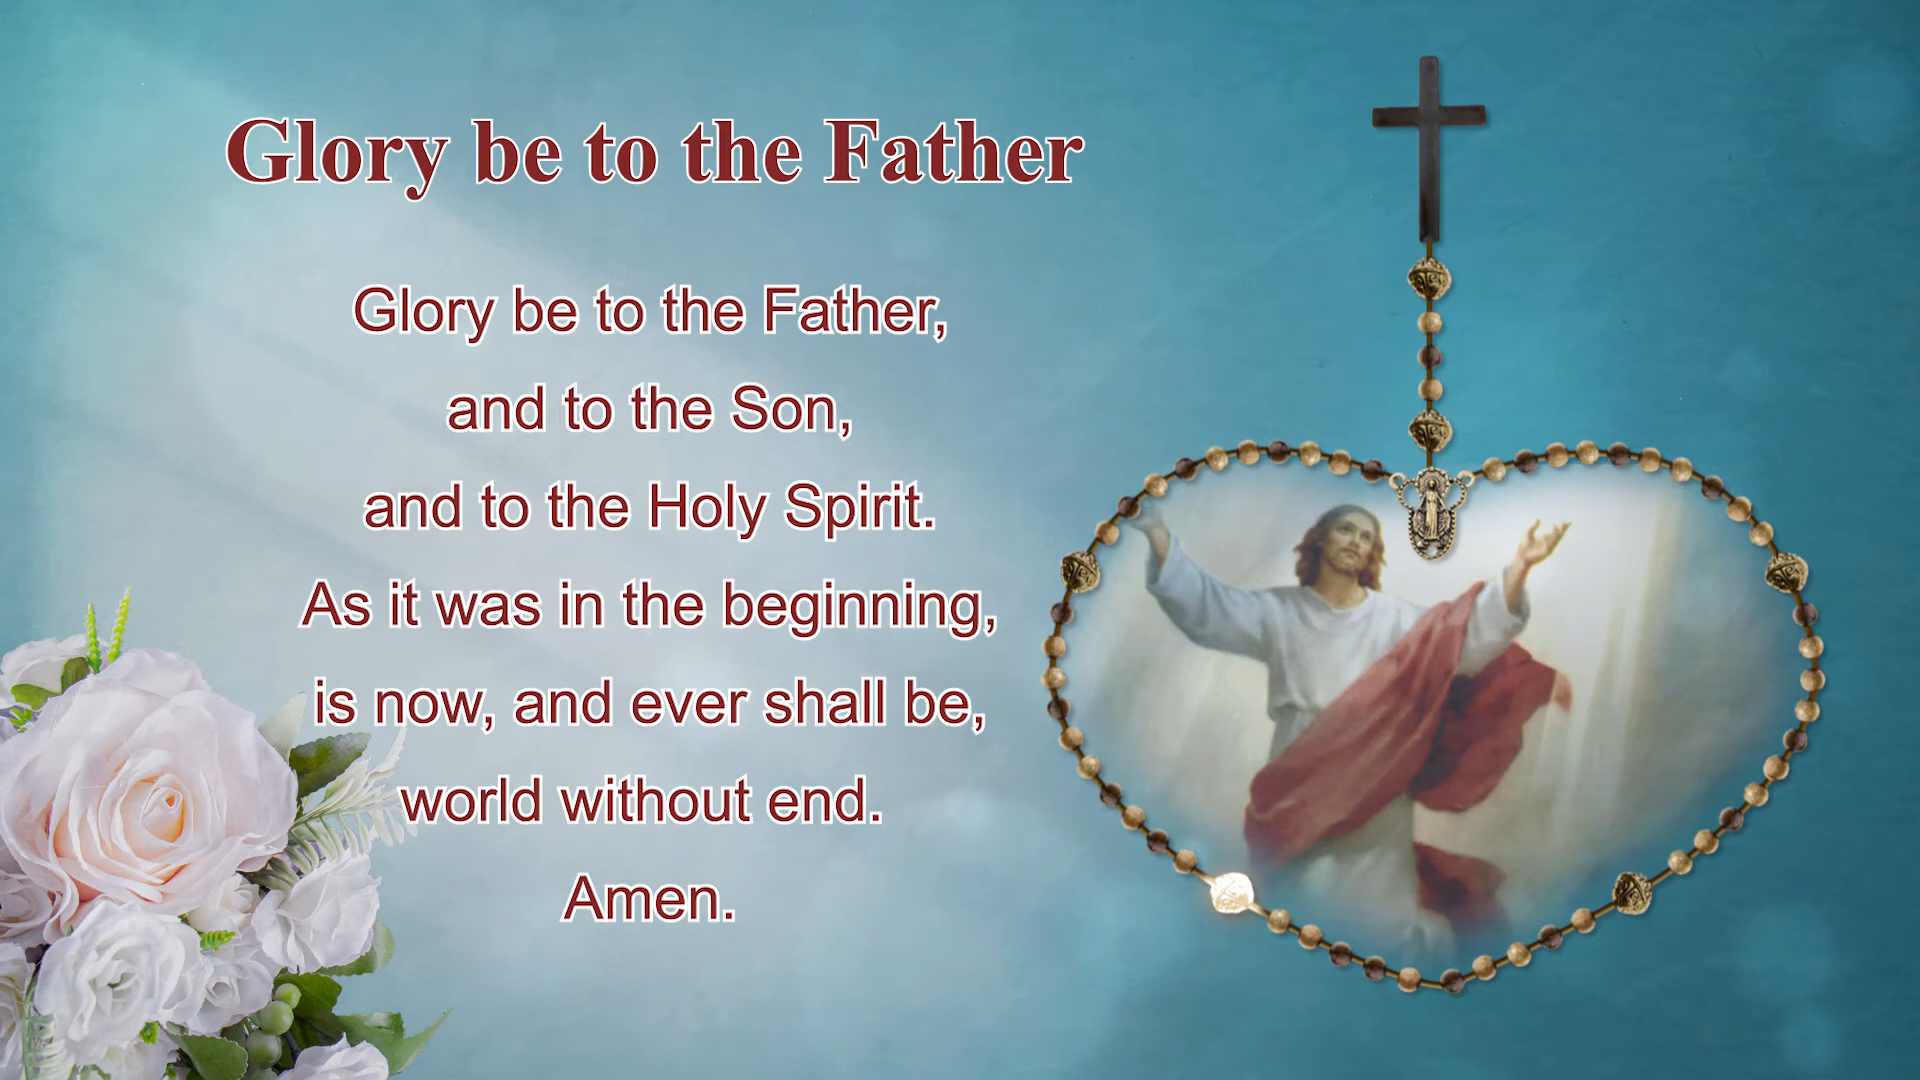 Glory be to the Father
Glory be to the Father,
and to the Son,
and to the Holy Spirit.
As it was in the beginning,
is now, and ever shall be,
world without end.
Amen.